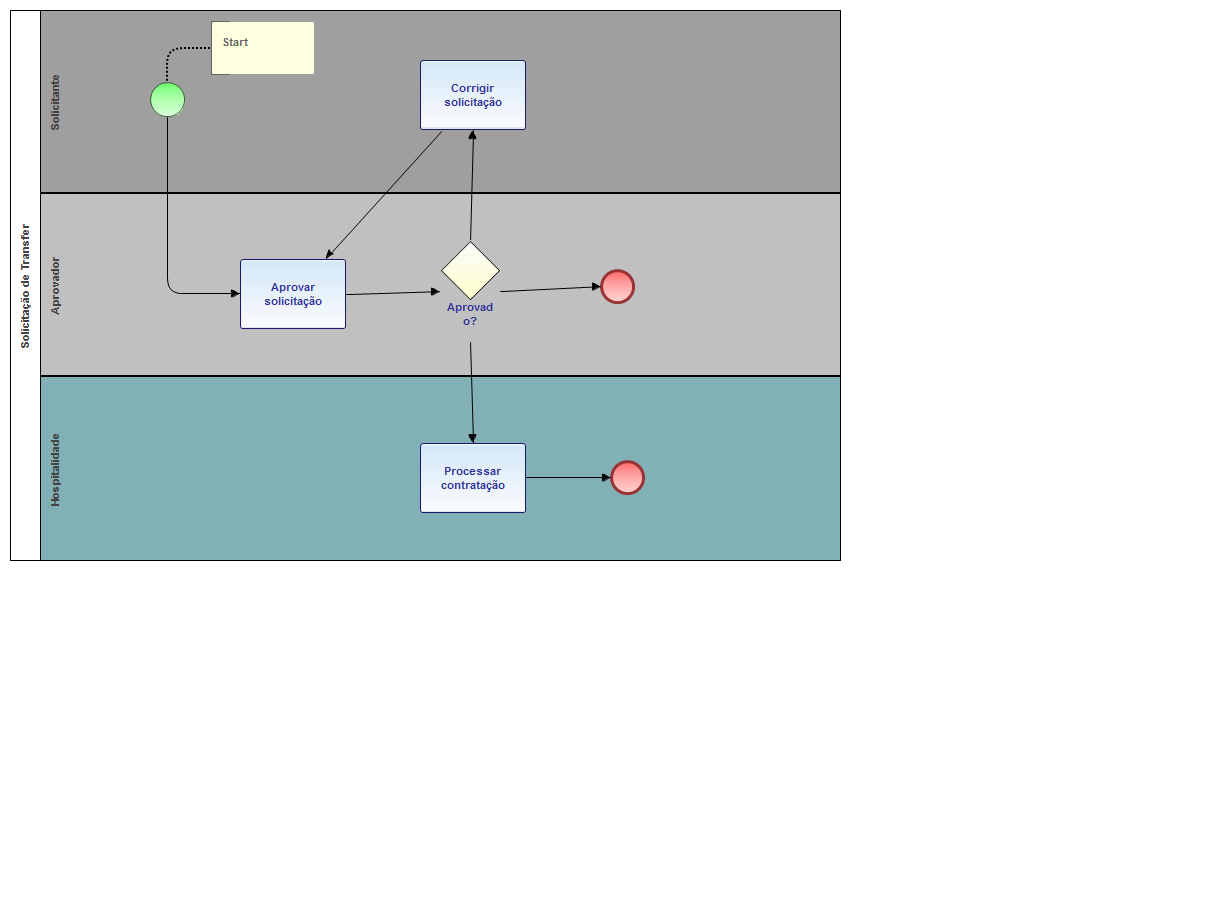 Solicitação de Transfer
Solicitante
Start
Corrigir
solicitação
Aprovador
Aprovar
solicitação
Aprovad
o?
Hospitalidade
Processar
contratação